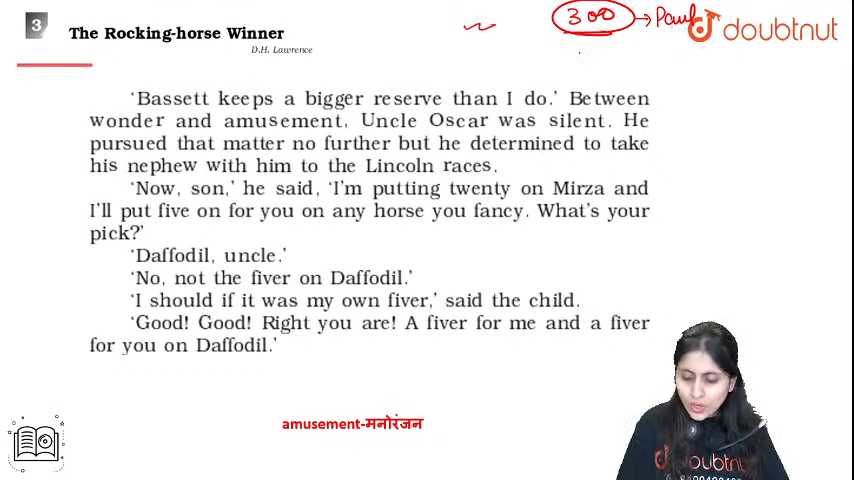 3
The Rocking-horse Winner
D.H. Lawrence
300 → Paul
doubtnut
‘Bassett keeps a bigger reserve than I do.’ Between
wonder and amusement, Uncle Oscar was silent. He
pursued that matter no further but he determined to take
his nephew with him to the Lincoln races.
‘Now, son,’ he said, ‘I’m putting twenty on Mirza and
I’ll put five on for you on any horse you fancy. What’s your
pick?’
‘Daffodil, uncle.’
‘No, not the fiver on Daffodil.’
‘I should if it was my own fiver,’ said the child.
‘Good! Good! Right you are! A fiver for me and a fiver
for you on Daffodil.’
amusement-मनोरंजन
doubtnut